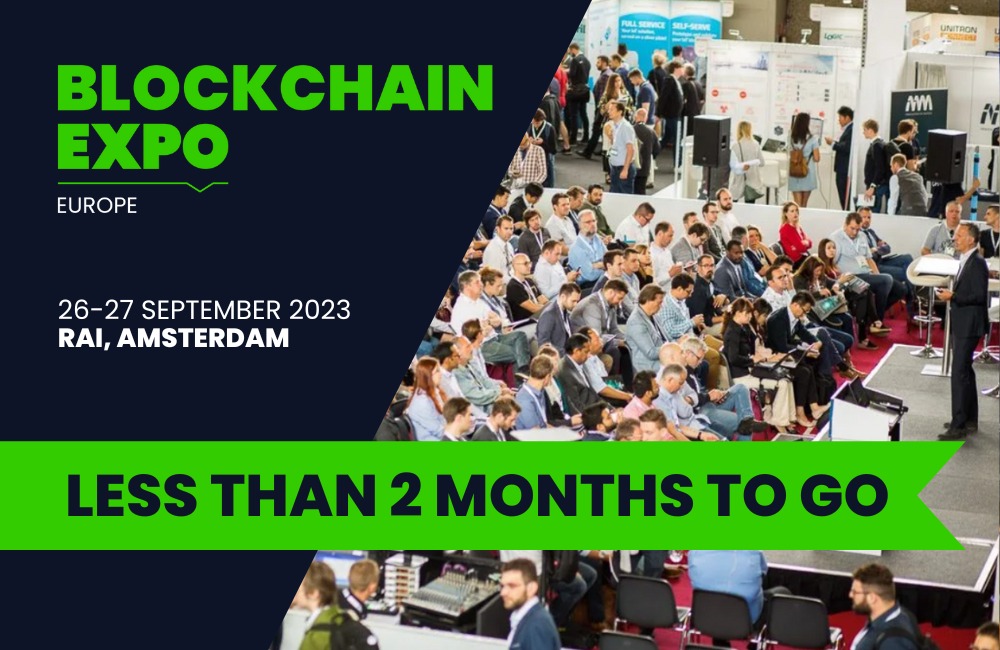 BLOCKCHAIN
EXPO
EUROPE
26-27 SEPTEMBER 2023
RAI, AMSTERDAM
LESS THAN 2 MONTHS TO GO
FULL SERVICE
SELF-SERVE
UNITRON